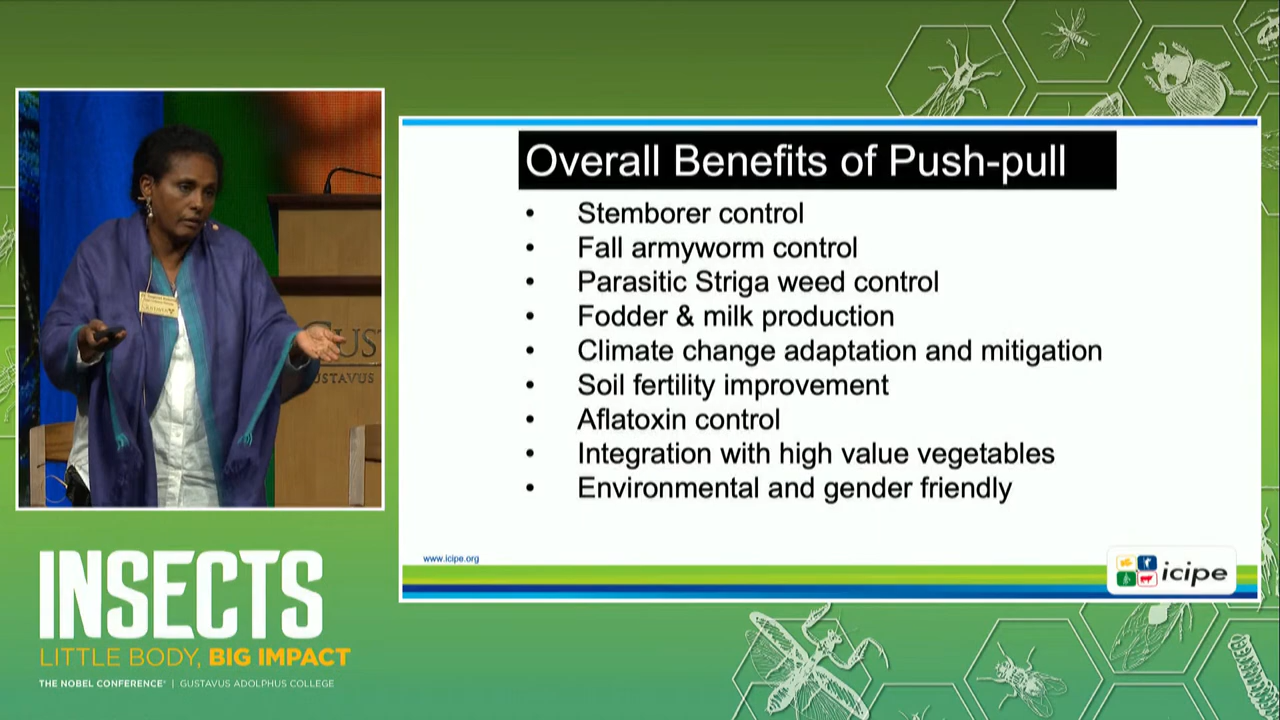 Overall Benefits of Push-pull
• Stemborer control
• Fall armyworm control
• Parasitic Striga weed control
• Fodder & milk production
• Climate change adaptation and mitigation
• Soil fertility improvement
• Aflatoxin control
• Integration with high value vegetables
• Environmental and gender friendly
www.icipe.org
icipe
GUS
USTAVUS
INSECTS
LITTLE BODY, BIG IMPACT
THE NOBEL CONFERENCE® | GUSTAVUS ADOLPHUS COLLEGE